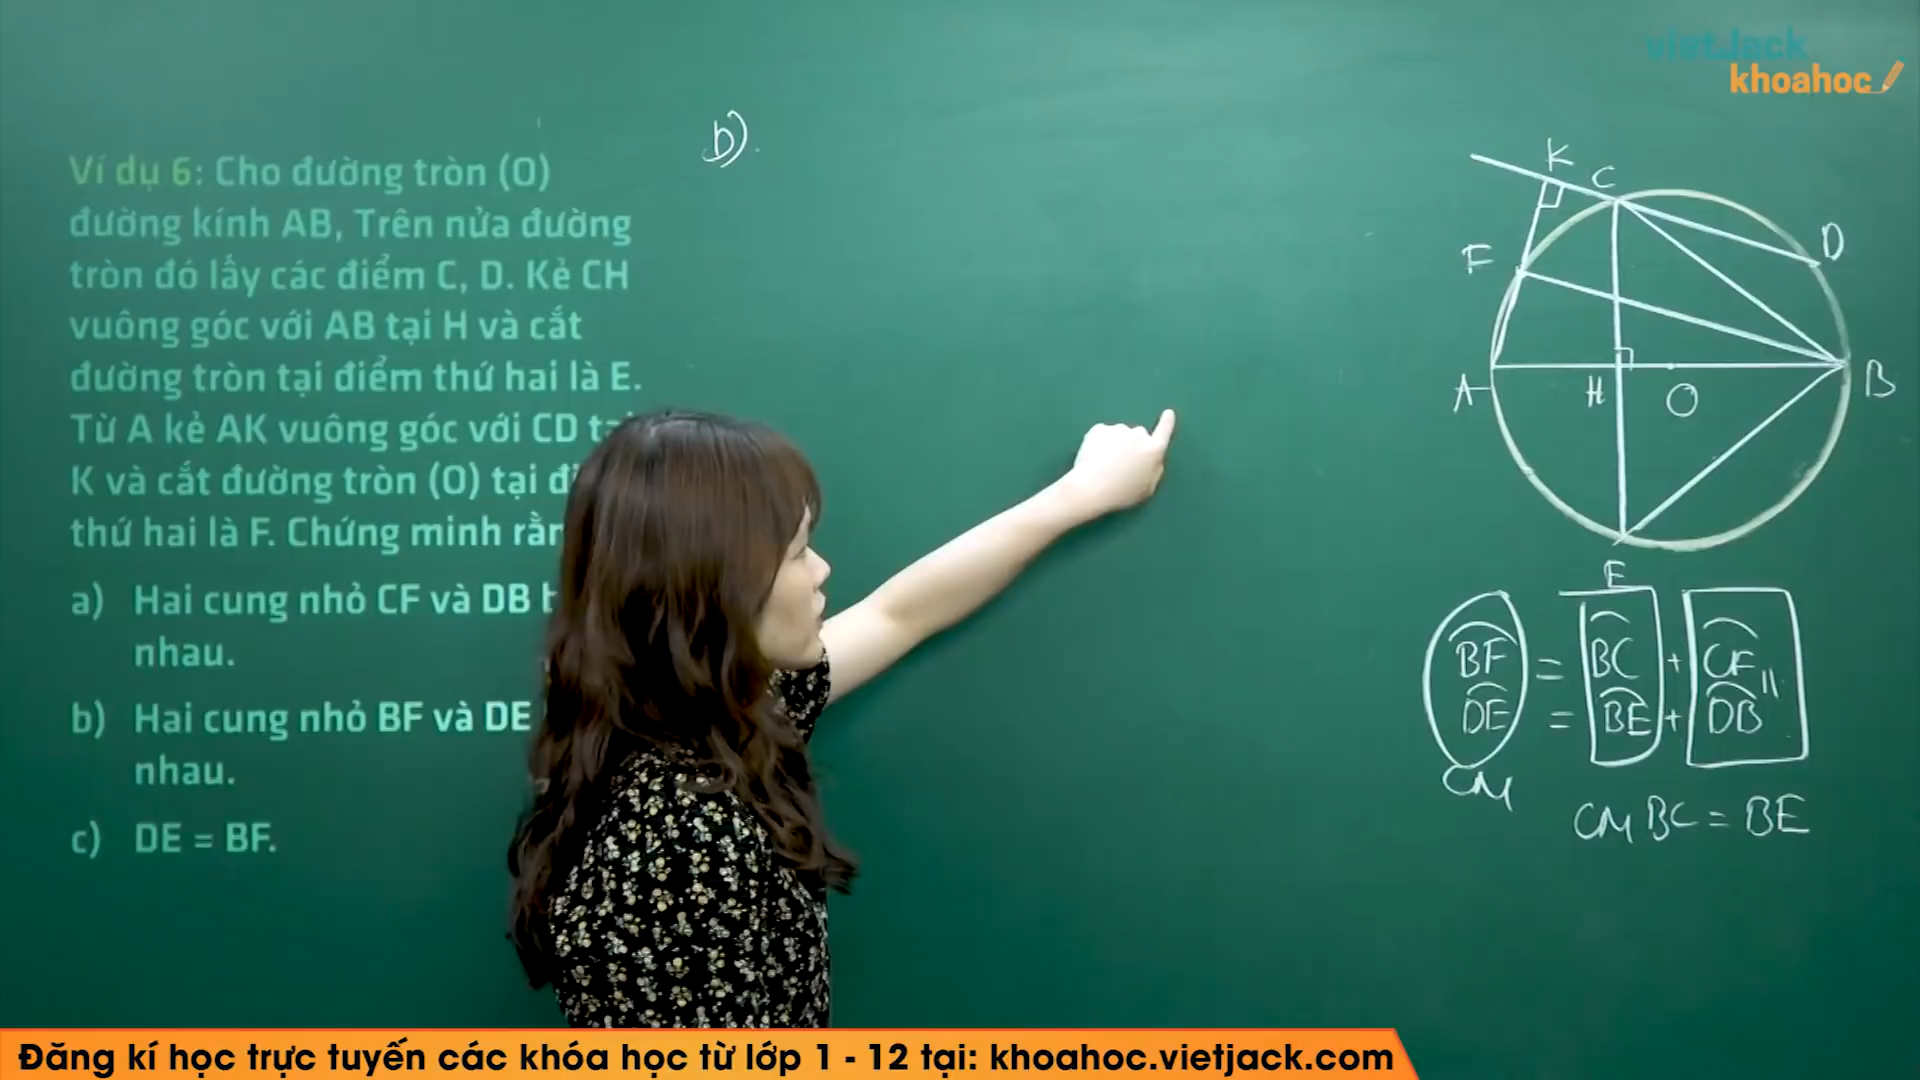 vietJack
khoahoc
b).
Ví dụ 6: Cho đường tròn (O)
đường kính AB, Trên nửa đường
tròn đó lấy các điểm C, D. Kẻ CH
vuông góc với AB tại H và cắt
đường tròn tại điểm thứ hai là E.
Từ A kẻ AK vuông góc với CD
K và cắt đường tròn (O) tại
thứ hai là F. Chứng minh
a) Hai cung nhỏ CF và DB
nhau.
b) Hai cung nhỏ BF và DE
nhau.
c) DE = BF.
K
C
D
F
A
H
O
B
E
BF = BC + CF
DE = BE + DB
CM
CM BC = BE
Đăng kí học trực tuyến các khóa học từ lớp 1 - 12 tại: khoahoc.vietjack.com